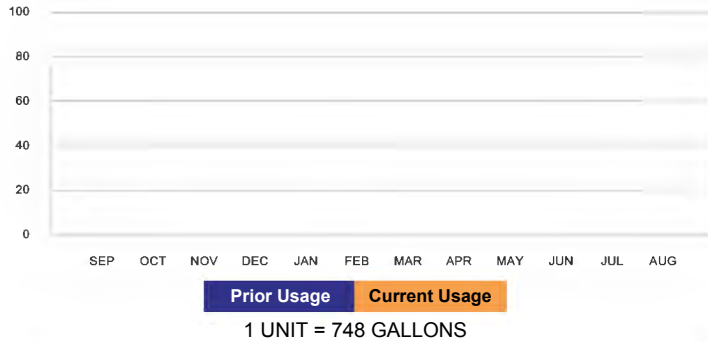 100
80
60
40
20
0
SEP OCT NOV DEC JAN FEB MAR APR MAY JUN JUL AUG
Prior Usage Current Usage
1 UNIT = 748 GALLONS